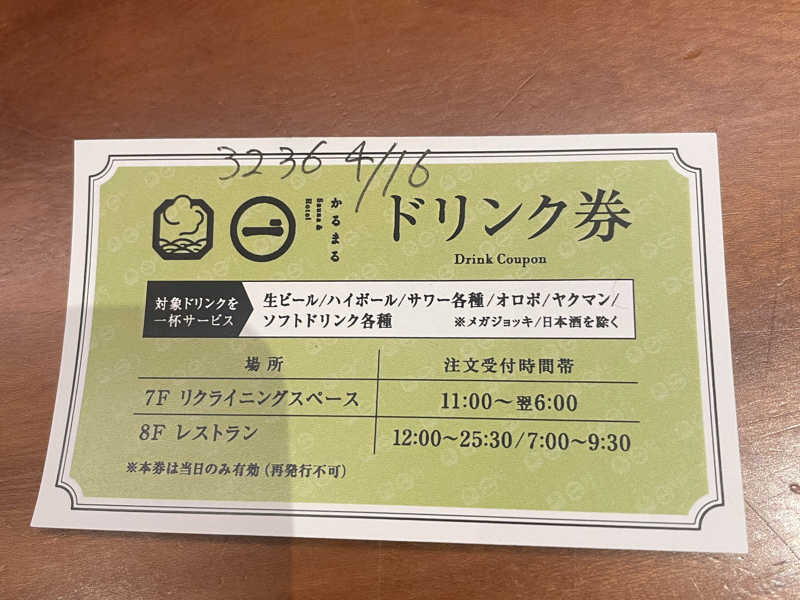 3236 4/16
かるまる
Sauna & Hotel
ドリンク券
Drink Coupon
対象ドリンクを
一杯サービス
生ビール/ハイボール/サワー各種/オロポ/ヤクマン/
ソフトドリンク各種 ※メガジョッキ/日本酒を除く
場所 注文受付時間帯
7F リクライニングスペース 11:00〜翌6:00
8F レストラン 12:00〜25:30/7:00〜9:30
※本券は当日のみ有効(再発行不可)